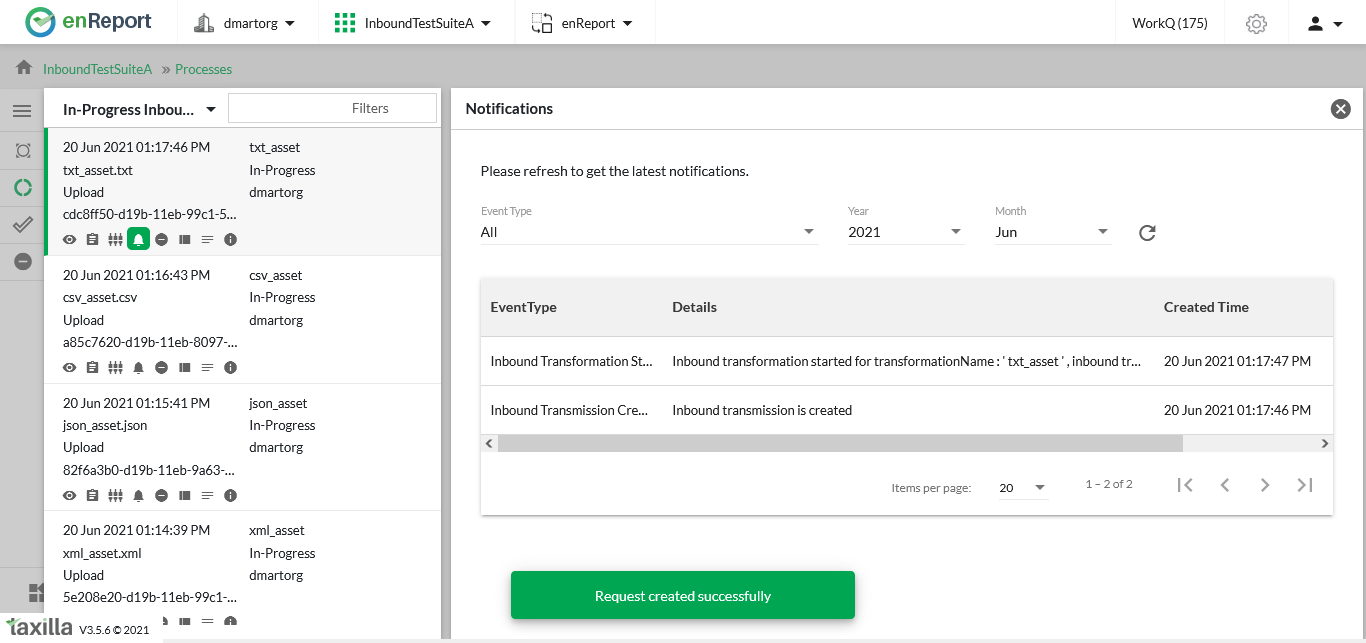 enReport
dmartorg
InboundTestSuiteA
enReport
WorkQ (175)
InboundTestSuiteA » Processes
In-Progress Inbou...
Filters
20 Jun 2021 01:17:46 PM
txt_asset
txt_asset.txt
In-Progress
Upload
dmartorg
cdc8ff50-d19b-11eb-99c1-5...
20 Jun 2021 01:16:43 PM
csv_asset
csv_asset.csv
In-Progress
Upload
dmartorg
a85c7620-d19b-11eb-8097-...
20 Jun 2021 01:15:41 PM
json_asset
json_asset.json
In-Progress
Upload
dmartorg
82f6a3b0-d19b-11eb-9a63-...
20 Jun 2021 01:14:39 PM
xml_asset
xml_asset.xml
In-Progress
Upload
dmartorg
5e208e20-d19b-11eb-99c1-...
taxilla V3.5.6 © 2021
Notifications
Please refresh to get the latest notifications.
Event Type
Year
Month
All
2021
Jun
EventType
Details
Created Time
Inbound Transformation St...
Inbound transformation started for transformationName : ' txt_asset ' , inbound tr...
20 Jun 2021 01:17:47 PM
Inbound Transmission Cre...
Inbound transmission is created
20 Jun 2021 01:17:46 PM
Items per page:
20
1 – 2 of 2
Request created successfully